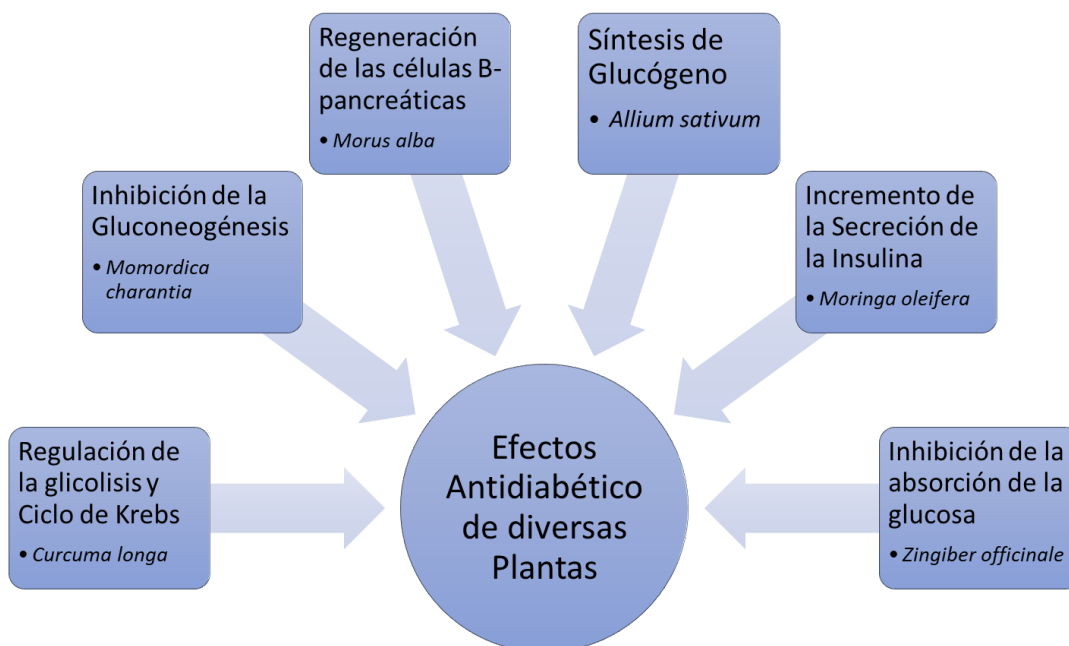 Regeneración
de las células B-
pancreáticas
• Morus alba
Síntesis de
Glucógeno
• Allium sativum
Inhibición de la
Gluconeogénesis
• Momordica
charantia
Incremento de
la Secreción de
la Insulina
• Moringa oleifera
Regulación de
la glicolisis y
Ciclo de Krebs
• Curcuma longa
Efectos
Antidiabético
de diversas
Plantas
Inhibición de la
absorción de la
glucosa
• Zingiber officinale